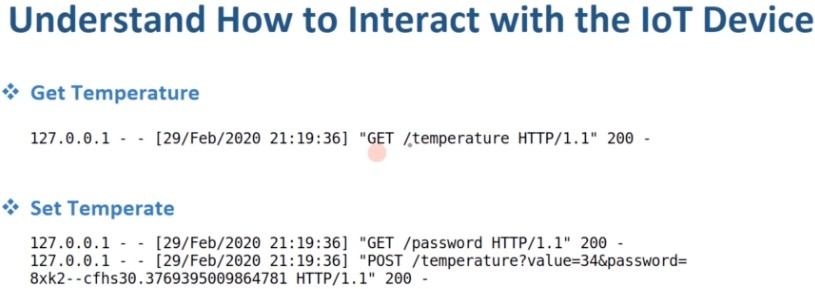 Understand How to Interact with the IoT Device
❖ Get Temperature
127.0.0.1 - - [29/Feb/2020 21:19:36] "GET /temperature HTTP/1.1" 200 -
❖ Set Temperate
127.0.0.1 - - [29/Feb/2020 21:19:36] "GET /password HTTP/1.1" 200 -
127.0.0.1 - - [29/Feb/2020 21:19:36] "POST /temperature?value=34&password=
8xk2--cfhs30.3769395009864781 HTTP/1.1" 200 -